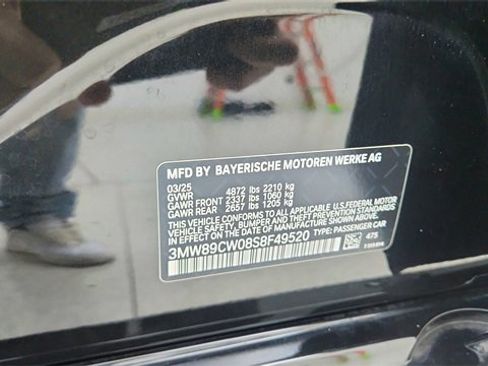 MFD BY BAYERISCHE MOTOREN WERKE AG
03/25
GVWR 4872 lbs 2210 kg
GAWR FRONT 2337 lbs 1060 kg
GAWR REAR 2657 lbs 1205 kg
THIS VEHICLE CONFORMS TO ALL APPLICABLE U.S.FEDERAL MOTOR
VEHICLE SAFETY, BUMPER AND THEFT PREVENTION STANDARDS
IN EFFECT ON THE DATE OF MANUFACTURE SHOWN ABOVE.
3MW89CW08S8F49520 TYPE: PASSENGER CAR
475